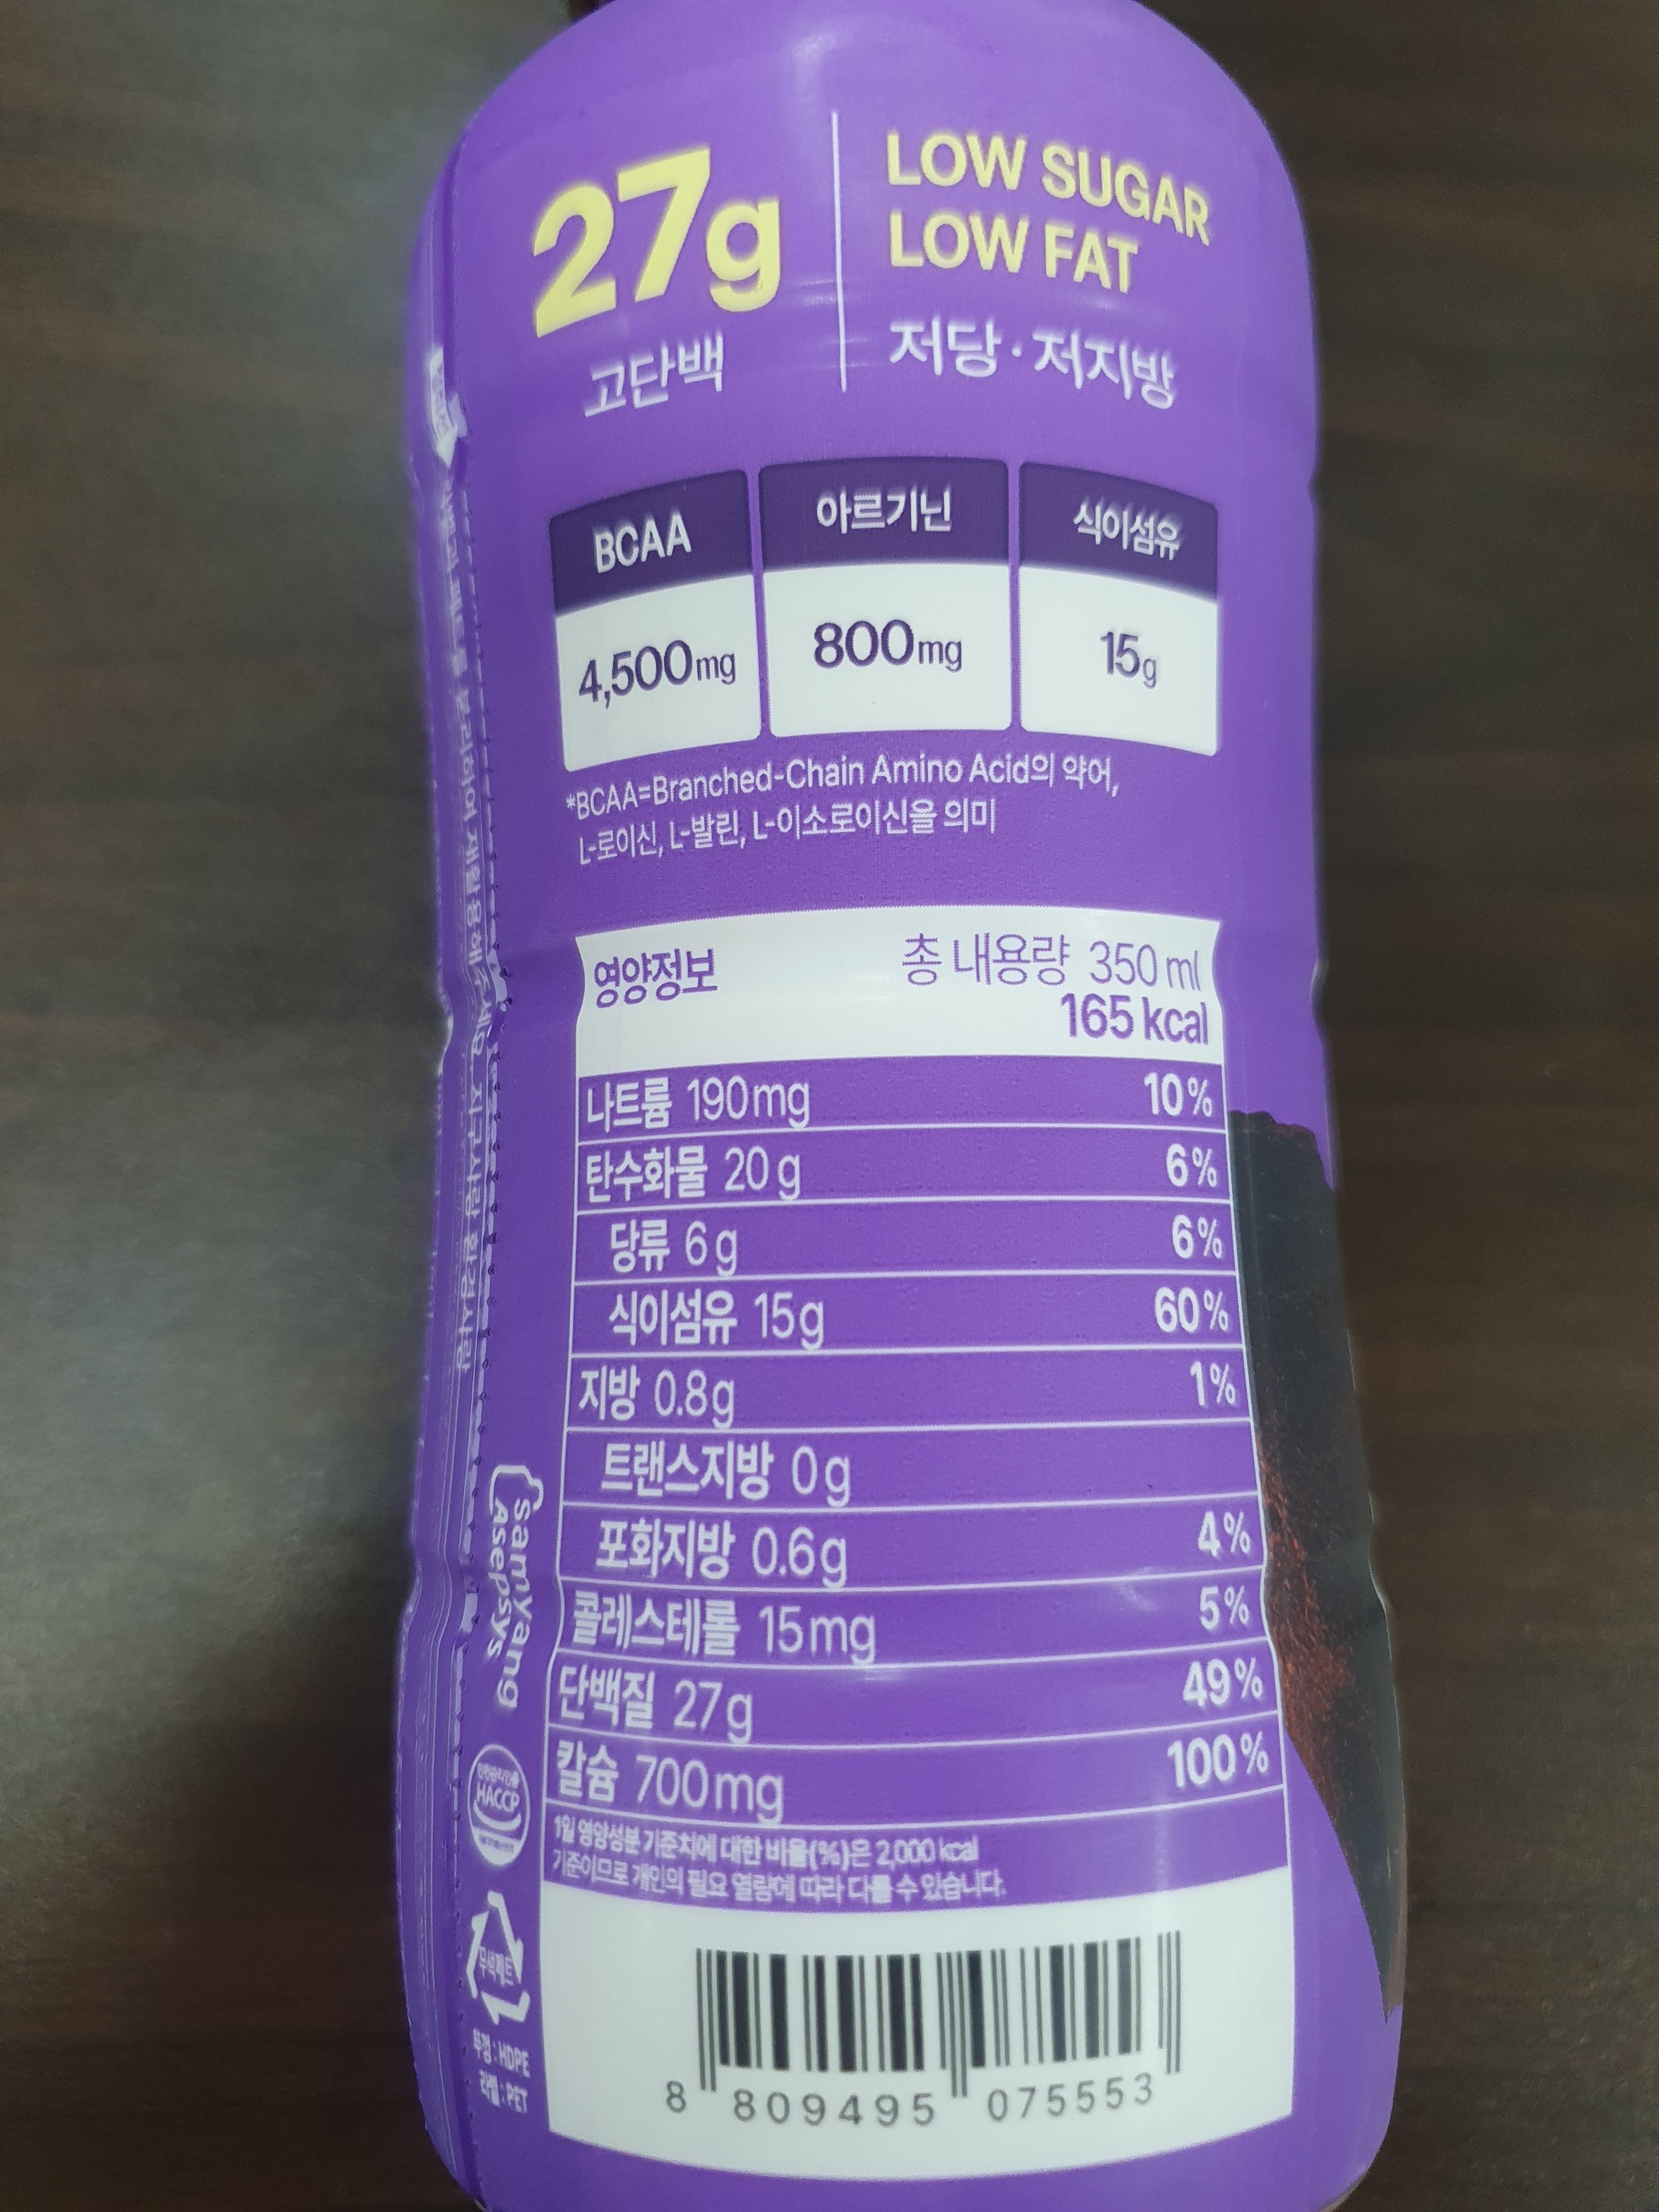 27g
고단백
LOW SUGAR
LOW FAT
저당·저지방
BCAA
4,500mg
아르기닌
800mg
식이섬유
15g
*BCAA=Branched-Chain Amino Acid의 약어,
L-로이신, L-발린, L-이소로이신을 의미
영양정보
총 내용량 350 ml
165 kcal
나트륨 190mg 10%
탄수화물 20 g 6%
당류 6 g 6%
식이섬유 15g 60%
지방 0.8g 1%
트랜스지방 0g
포화지방 0.6g 4%
콜레스테롤 15mg 5%
단백질 27g 49%
칼슘 700mg 100%
1일 영양성분 기준치에 대한 비율(%)은 2,000 kcal
기준이므로 개인의 필요 열량에 따라 다를 수 있습니다.
8 809495 075553
samyang
Asepsys
HACCP
무색페트
뚜껑 : HDPE
라벨 : PET